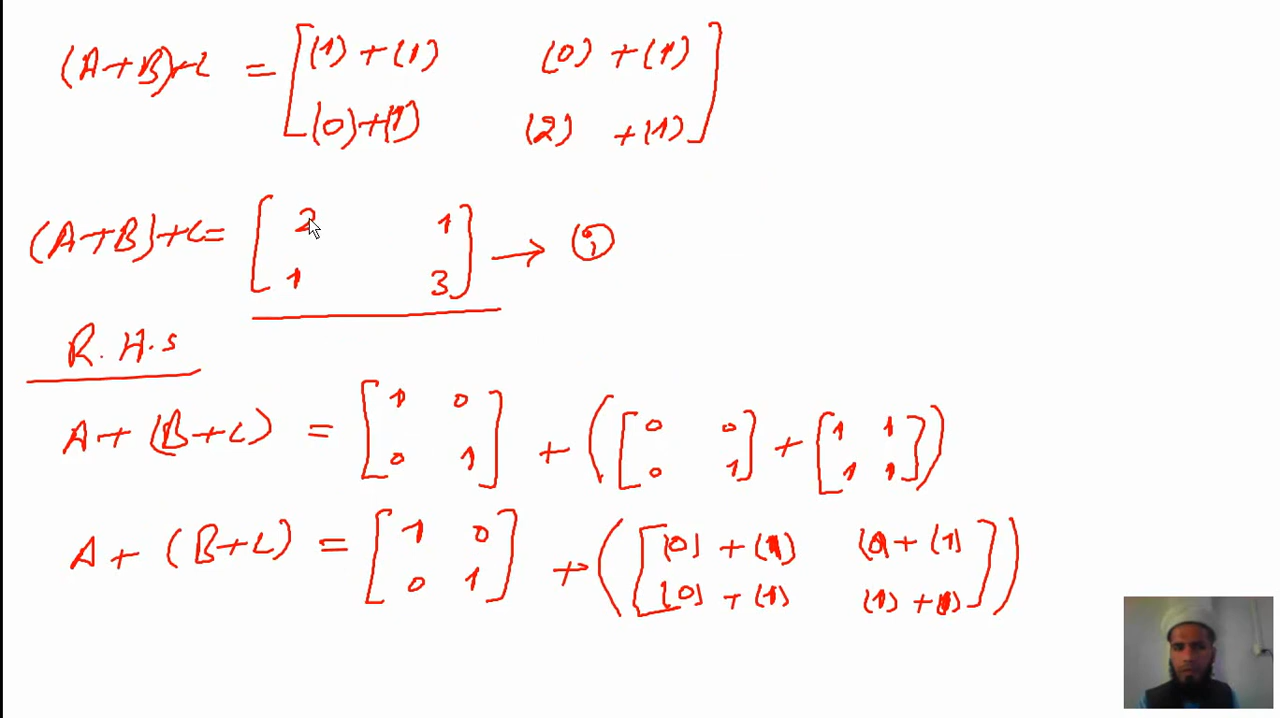 (A+B)+C = [(1)+(1) (0)+(1)
(0)+(1) (2)+(1)]
(A+B)+C= [2 1
1 3] → (i)
R.H.S
A+(B+C) = [1 0
0 1] + ([0 0
0 1] + [1 1
1 1])
A+(B+C) = [1 0
0 1] + ([(0)+(1) (0+(1)
(0)+(1) (1)+(1)])